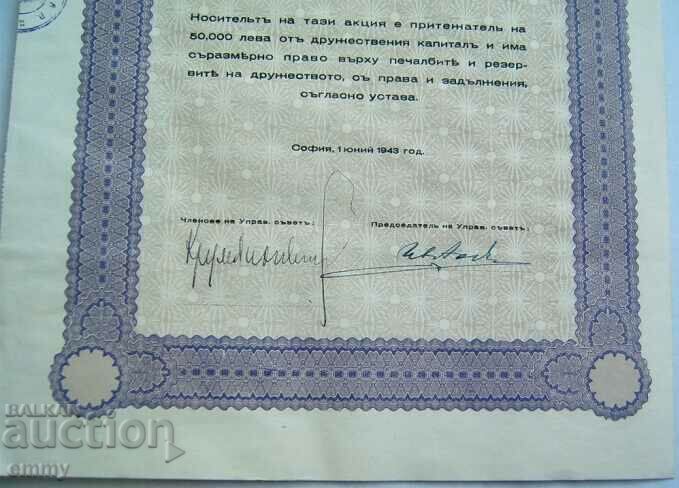 Носительтъ на тази акция е притежатель на
50,000 лева отъ дружествения капиталъ и има
съразмѣрно право върху печалбитѣ и резер-
витѣ на дружеството, съ права и задължения,
съгласно устава.
София, 1 юний 1943 год.
Членове на Управ. съветъ:
Председатель на Управ. съветъ:
BALKAN
auction
emmy